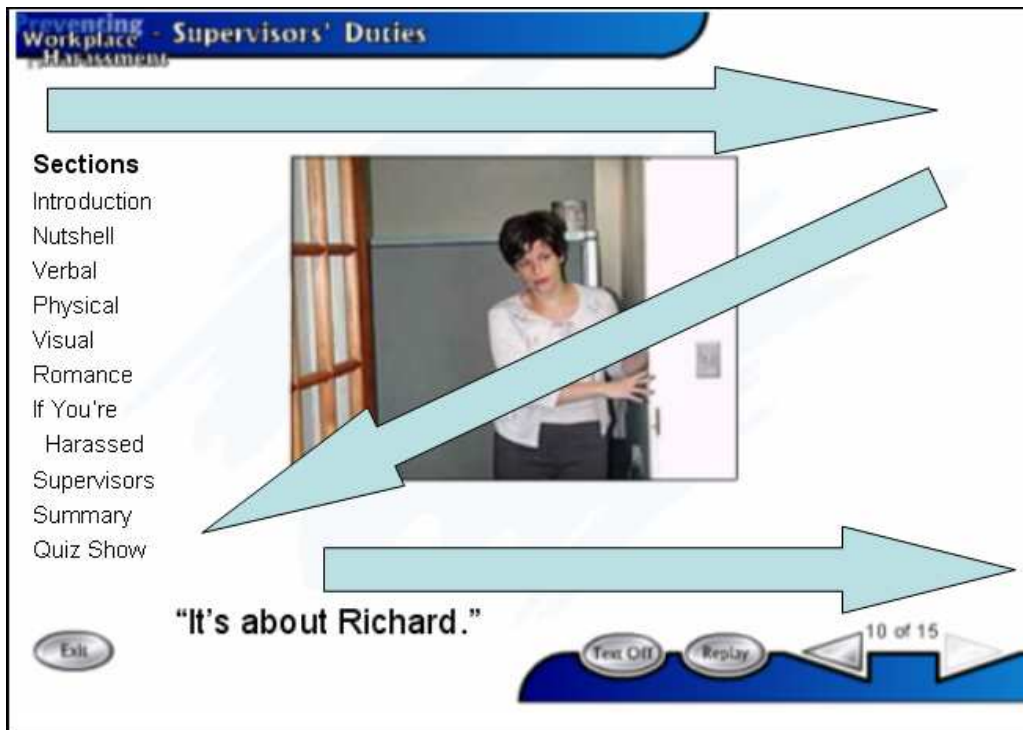 Preventing
Workplace - Supervisors' Duties
Harassment
Sections
Introduction
Nutshell
Verbal
Physical
Visual
Romance
If You're
Harassed
Supervisors
Summary
Quiz Show
“It's about Richard.”
Exit
Text Off
Replay
10 of 15